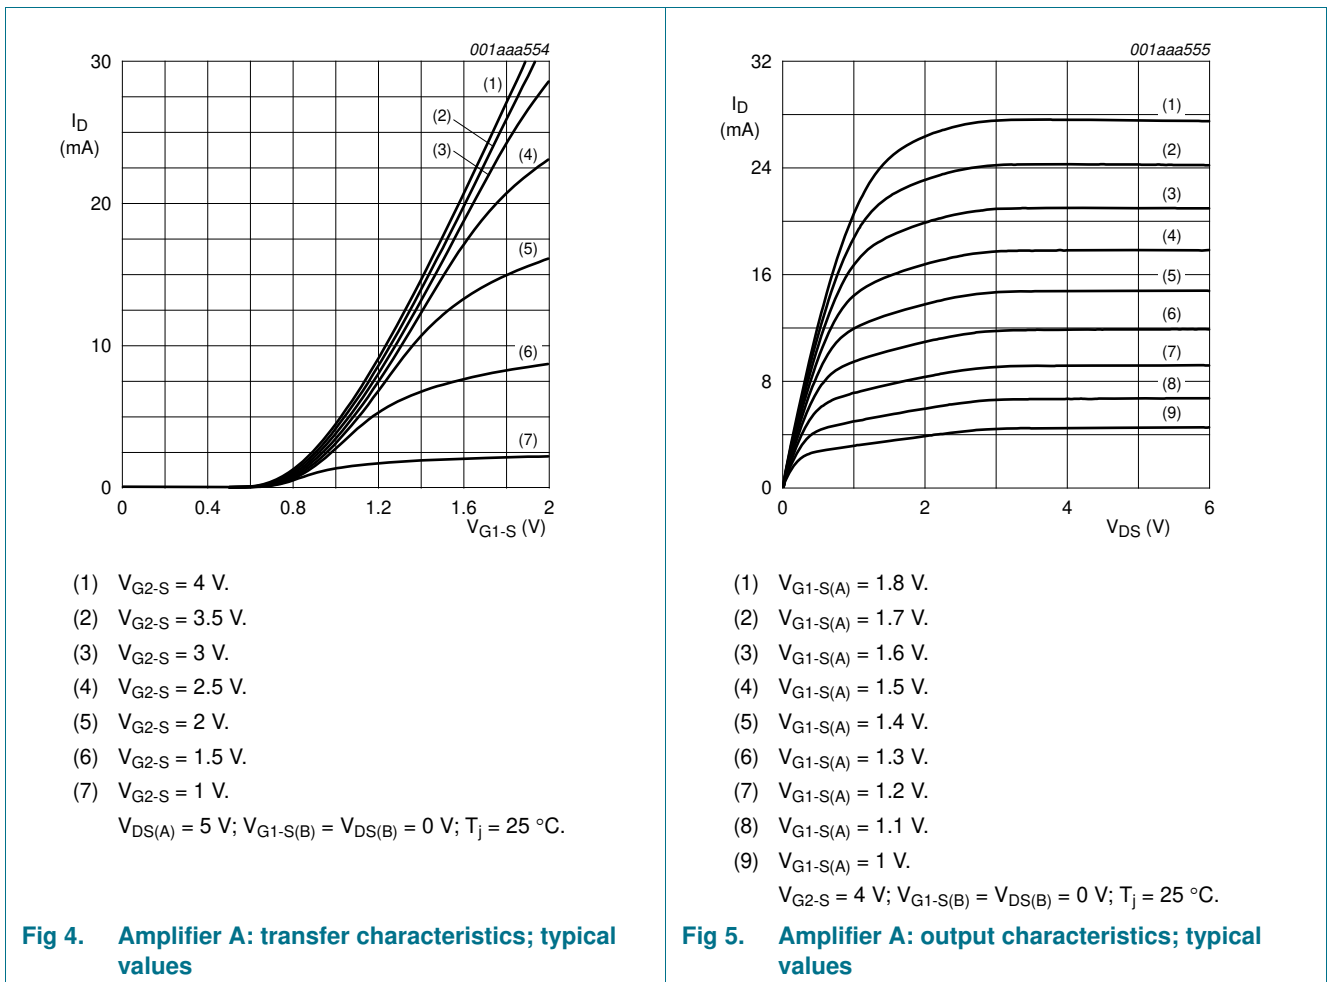 001aaa554
30
I_D
(mA)
20
10
0
0 0.4 0.8 1.2 1.6 2
V_G1-S (V)
(1)
(2)
(3)
(4)
(5)
(6)
(7)
(1) V_G2-S = 4 V.
(2) V_G2-S = 3.5 V.
(3) V_G2-S = 3 V.
(4) V_G2-S = 2.5 V.
(5) V_G2-S = 2 V.
(6) V_G2-S = 1.5 V.
(7) V_G2-S = 1 V.
V_DS(A) = 5 V; V_G1-S(B) = V_DS(B) = 0 V; T_j = 25 °C.
Fig 4. Amplifier A: transfer characteristics; typical
values
001aaa555
32
I_D
(mA)
24
16
8
0
0 2 4 6
V_DS (V)
(1)
(2)
(3)
(4)
(5)
(6)
(7)
(8)
(9)
(1) V_G1-S(A) = 1.8 V.
(2) V_G1-S(A) = 1.7 V.
(3) V_G1-S(A) = 1.6 V.
(4) V_G1-S(A) = 1.5 V.
(5) V_G1-S(A) = 1.4 V.
(6) V_G1-S(A) = 1.3 V.
(7) V_G1-S(A) = 1.2 V.
(8) V_G1-S(A) = 1.1 V.
(9) V_G1-S(A) = 1 V.
V_G2-S = 4 V; V_G1-S(B) = V_DS(B) = 0 V; T_j = 25 °C.
Fig 5. Amplifier A: output characteristics; typical
values